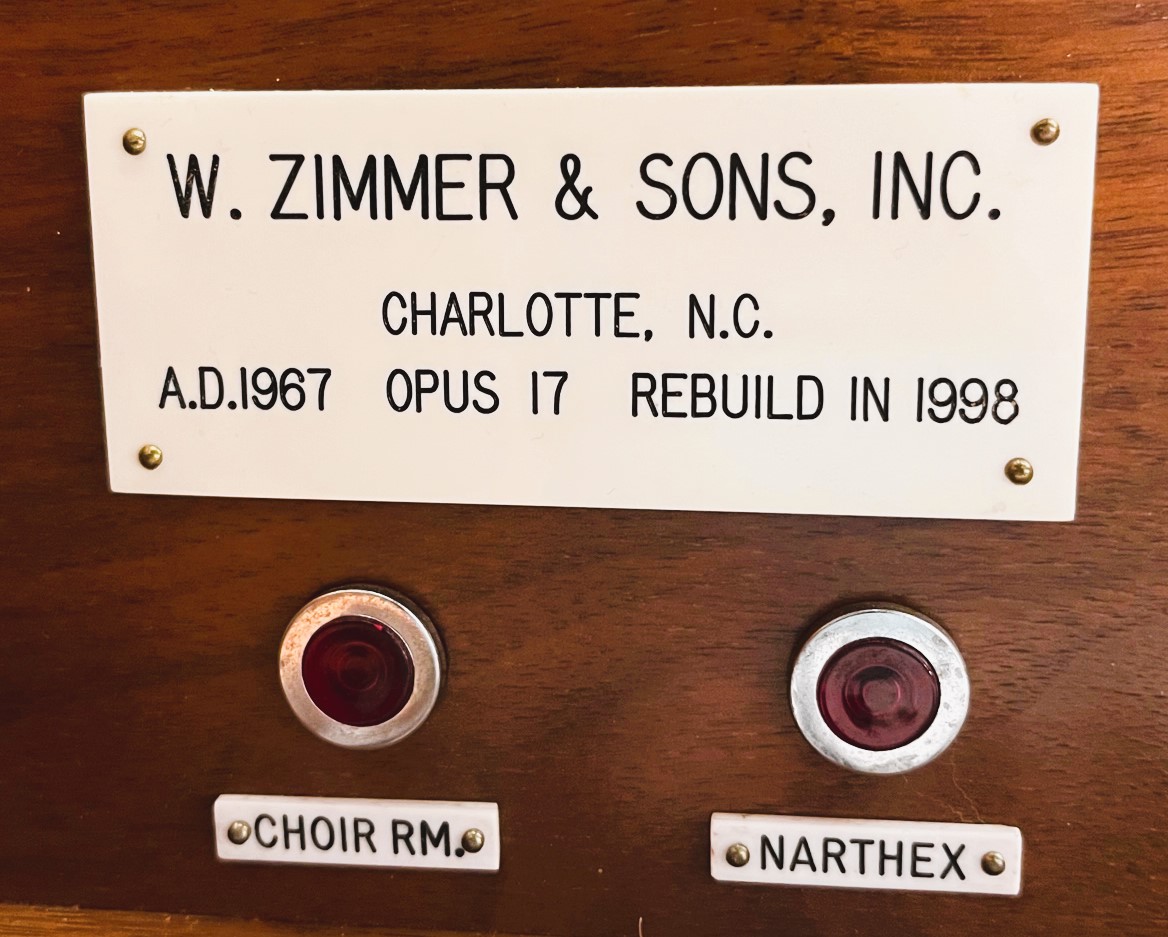 W. ZIMMER & SONS, INC.
CHARLOTTE, N.C.
A.D.1967 OPUS 17 REBUILD IN 1998
CHOIR RM.
NARTHEX